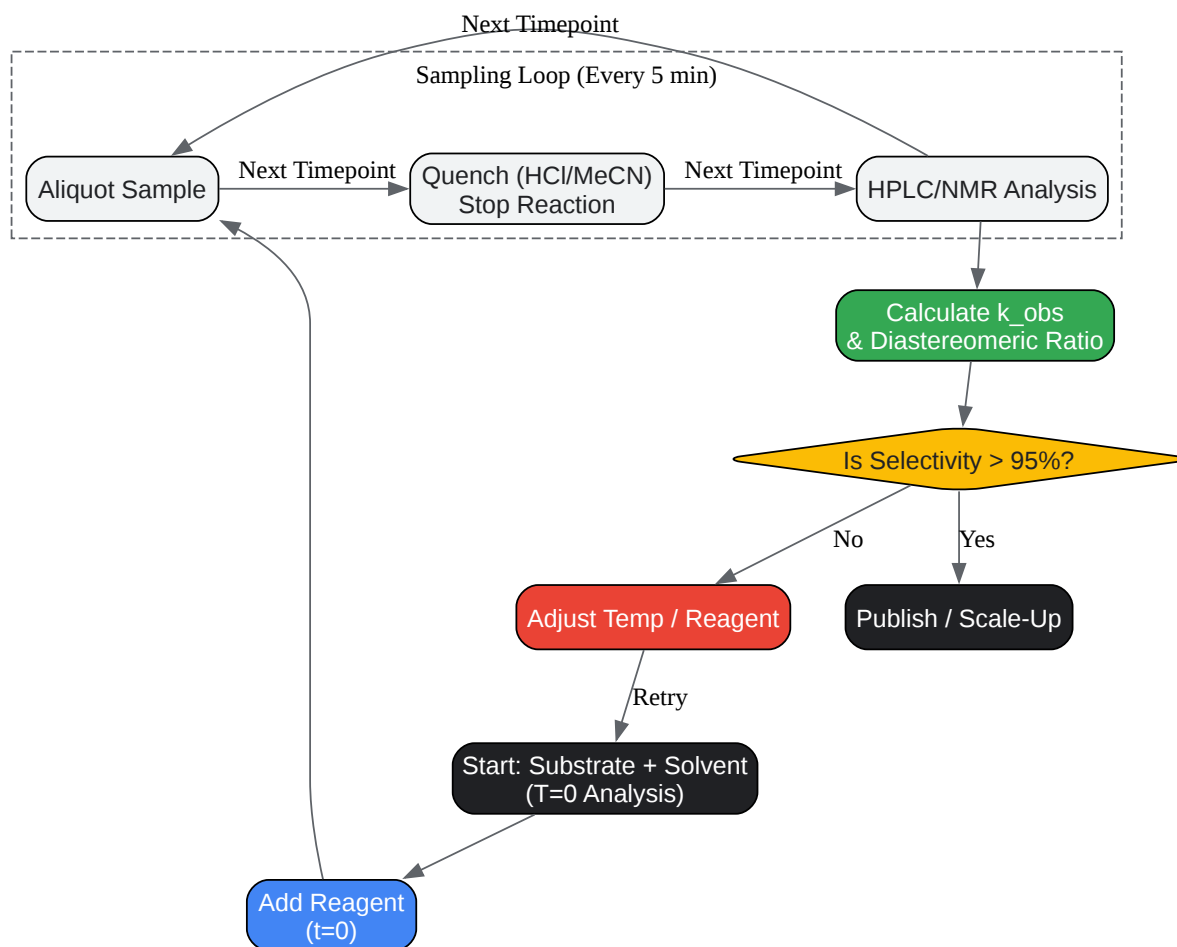 Next Timepoint
Sampling Loop (Every 5 min)
Aliquot Sample
Next Timepoint
Quench (HCl/MeCN)
Stop Reaction
Next Timepoint
HPLC/NMR Analysis
Calculate k_obs
& Diastereomeric Ratio
Is Selectivity > 95%?
No
Yes
Adjust Temp / Reagent
Publish / Scale-Up
Retry
Start: Substrate + Solvent
(T=0 Analysis)
Add Reagent
(t=0)